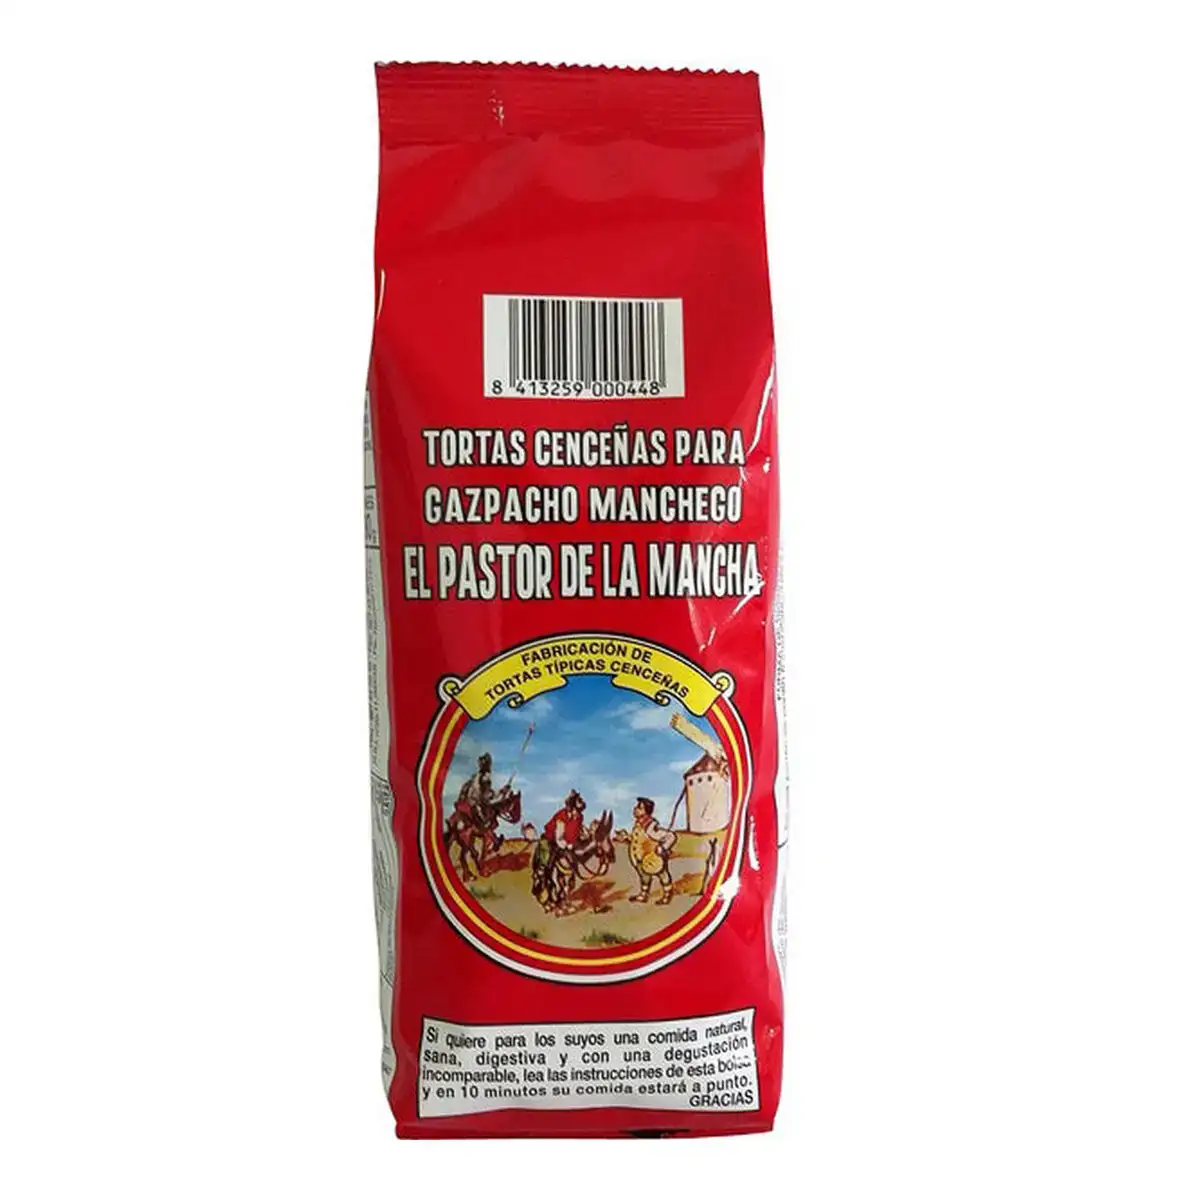 8 413259 000448
TORTAS CENCEÑAS PARA
GAZPACHO MANCHEGO
EL PASTOR DE LA MANCHA
FABRICACIÓN DE
TORTAS TÍPICAS CENCEÑAS
Si quiere para los suyos una comida natural,
sana, digestiva y con una degustación
incomparable, lea las instrucciones de esta bolsa
y en 10 minutos su comida estará a punto.
GRACIAS